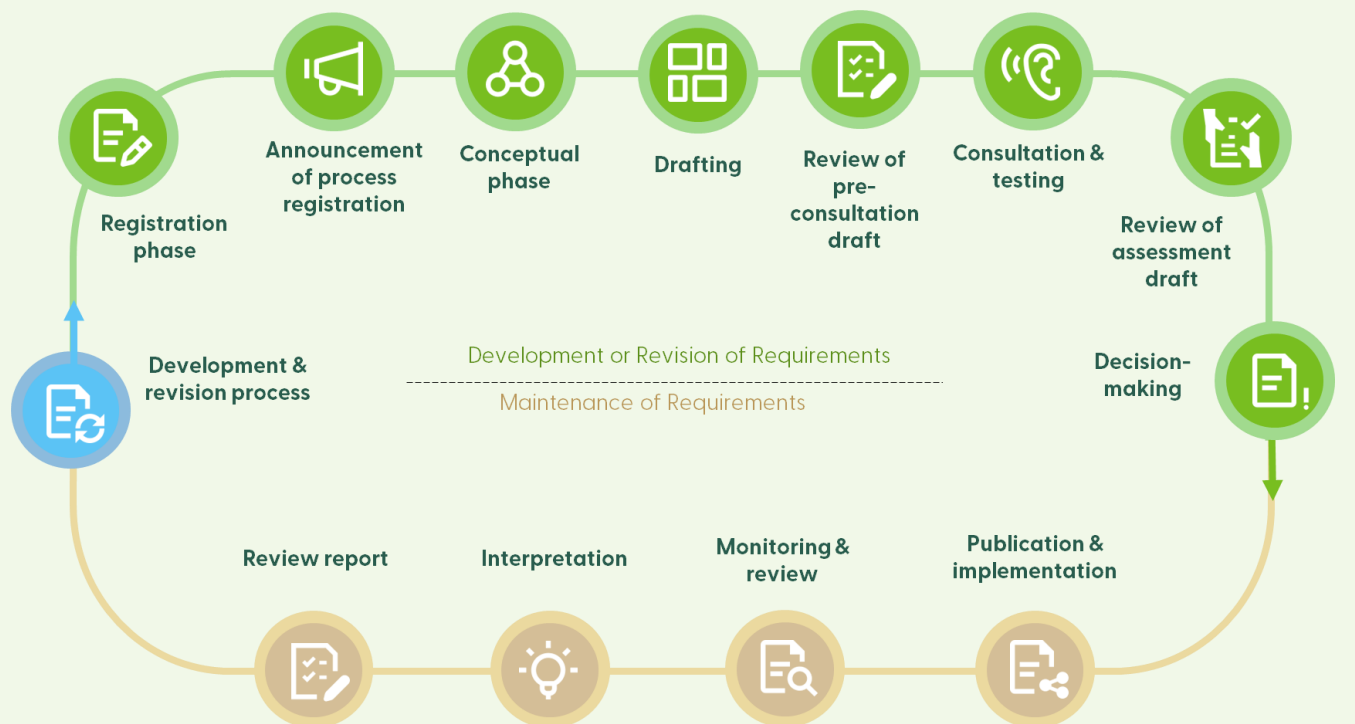 Announcement
of process
registration
Conceptual
phase
Drafting
Review of
pre-
consultation
draft
Consultation &
testing
Registration
phase
Review of
assessment
draft
Development &
revision process
Development or Revision of Requirements
Maintenance of Requirements
Decision-
making
Review report
Interpretation
Monitoring &
review
Publication &
implementation